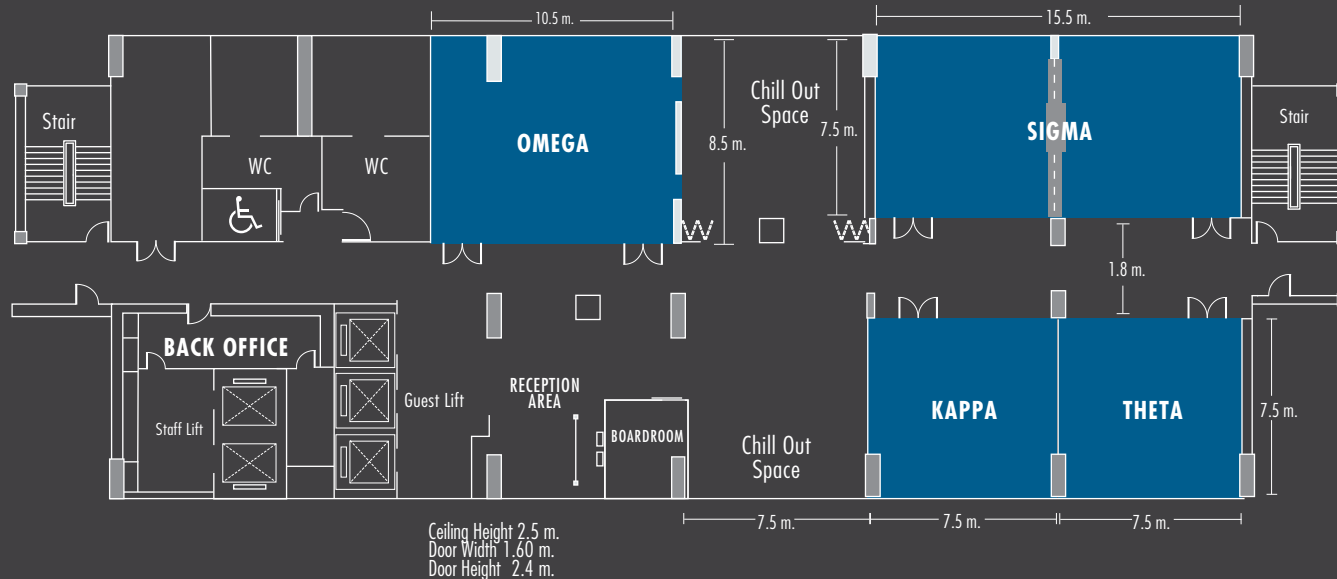 10.5 m.
15.5 m.
Stair
WC
WC
OMEGA
8.5 m.
Chill Out
Space
7.5 m.
SIGMA
Stair
1.8 m.
BACK OFFICE
Staff Lift
Guest Lift
RECEPTION
AREA
BOARDROOM
Chill Out
Space
KAPPA
THETA
7.5 m.
7.5 m.
7.5 m.
7.5 m.
Ceiling Height 2.5 m.
Door Width 1.60 m.
Door Height 2.4 m.